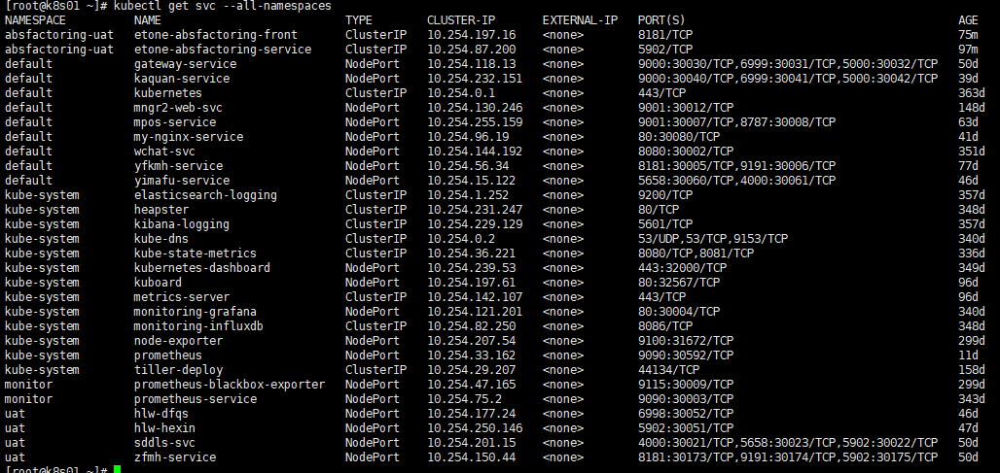 [root@k8s01 ~]# kubectl get svc --all-namespaces
NAMESPACE NAME TYPE CLUSTER-IP EXTERNAL-IP PORT(S) AGE
absfactoring-uat etone-absfactoring-front ClusterIP 10.254.197.16 <none> 8181/TCP 75m
absfactoring-uat etone-absfactoring-service ClusterIP 10.254.87.200 <none> 5902/TCP 97m
default gateway-service NodePort 10.254.118.13 <none> 9000:30030/TCP,6999:30031/TCP,5000:30032/TCP 50d
default kaquan-service NodePort 10.254.232.151 <none> 9000:30040/TCP,6999:30041/TCP,5000:30042/TCP 39d
default kubernetes ClusterIP 10.254.0.1 <none> 443/TCP 363d
default mngr2-web-svc NodePort 10.254.130.246 <none> 9001:30012/TCP 148d
default mpos-service NodePort 10.254.255.159 <none> 9001:30007/TCP,8787:30008/TCP 63d
default my-nginx-service NodePort 10.254.96.19 <none> 80:30080/TCP 41d
default wchat-svc NodePort 10.254.144.192 <none> 8080:30002/TCP 351d
default yfkmh-service NodePort 10.254.56.34 <none> 8181:30005/TCP,9191:30006/TCP 77d
default yimafu-service NodePort 10.254.15.122 <none> 5658:30060/TCP,4000:30061/TCP 46d
kube-system elasticsearch-logging ClusterIP 10.254.1.252 <none> 9200/TCP 357d
kube-system heapster ClusterIP 10.254.231.247 <none> 80/TCP 348d
kube-system kibana-logging ClusterIP 10.254.229.129 <none> 5601/TCP 357d
kube-system kube-dns ClusterIP 10.254.0.2 <none> 53/UDP,53/TCP,9153/TCP 340d
kube-system kube-state-metrics ClusterIP 10.254.36.221 <none> 8080/TCP,8081/TCP 336d
kube-system kubernetes-dashboard NodePort 10.254.239.53 <none> 443:32000/TCP 349d
kube-system kuboard NodePort 10.254.197.61 <none> 80:32567/TCP 96d
kube-system metrics-server ClusterIP 10.254.142.107 <none> 443/TCP 96d
kube-system monitoring-grafana NodePort 10.254.121.201 <none> 80:30004/TCP 340d
kube-system monitoring-influxdb ClusterIP 10.254.82.250 <none> 8086/TCP 348d
kube-system node-exporter NodePort 10.254.207.54 <none> 9100:31672/TCP 299d
kube-system prometheus NodePort 10.254.33.162 <none> 9090:30592/TCP 11d
kube-system tiller-deploy ClusterIP 10.254.29.207 <none> 44134/TCP 158d
monitor prometheus-blackbox-exporter NodePort 10.254.47.165 <none> 9115:30009/TCP 299d
monitor prometheus-service NodePort 10.254.75.2 <none> 9090:30003/TCP 343d
uat hlw-dfqs NodePort 10.254.177.24 <none> 6998:30052/TCP 46d
uat hlw-hexin NodePort 10.254.250.146 <none> 5902:30051/TCP 47d
uat sddls-svc NodePort 10.254.201.15 <none> 4000:30021/TCP,5658:30023/TCP,5902:30022/TCP 50d
uat zfmh-service NodePort 10.254.150.44 <none> 8181:30173/TCP,9191:30174/TCP,5902:30175/TCP 50d
[root@k8s01 ~]#